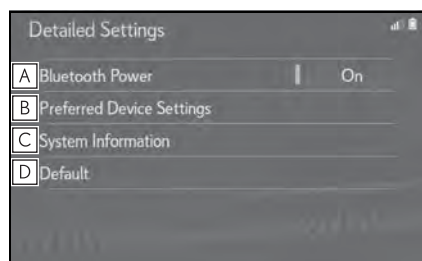 Detailed Settings
A Bluetooth Power On
B Preferred Device Settings
C System Information
D Default